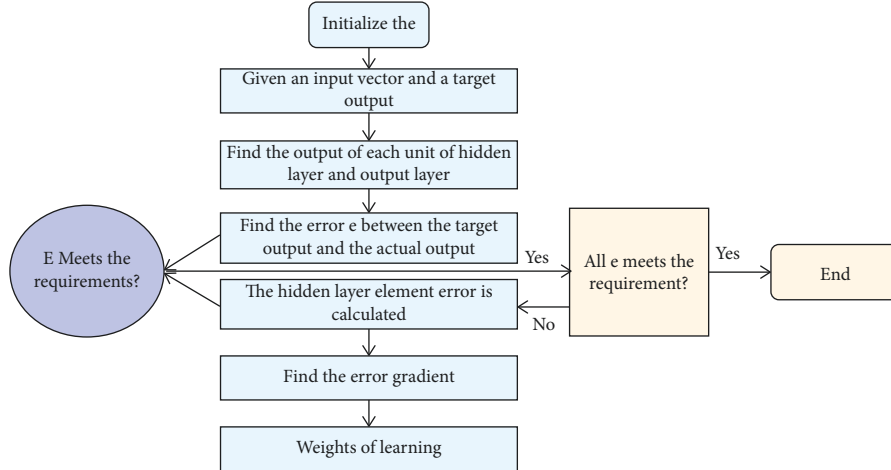 Initialize the
Given an input vector and a target
output
Find the output of each unit of hidden
layer and output layer
Find the error e between the target
output and the actual output
E Meets the
requirements?
Yes
All e meets the
requirement?
Yes
End
The hidden layer element error is
calculated
No
Find the error gradient
Weights of learning